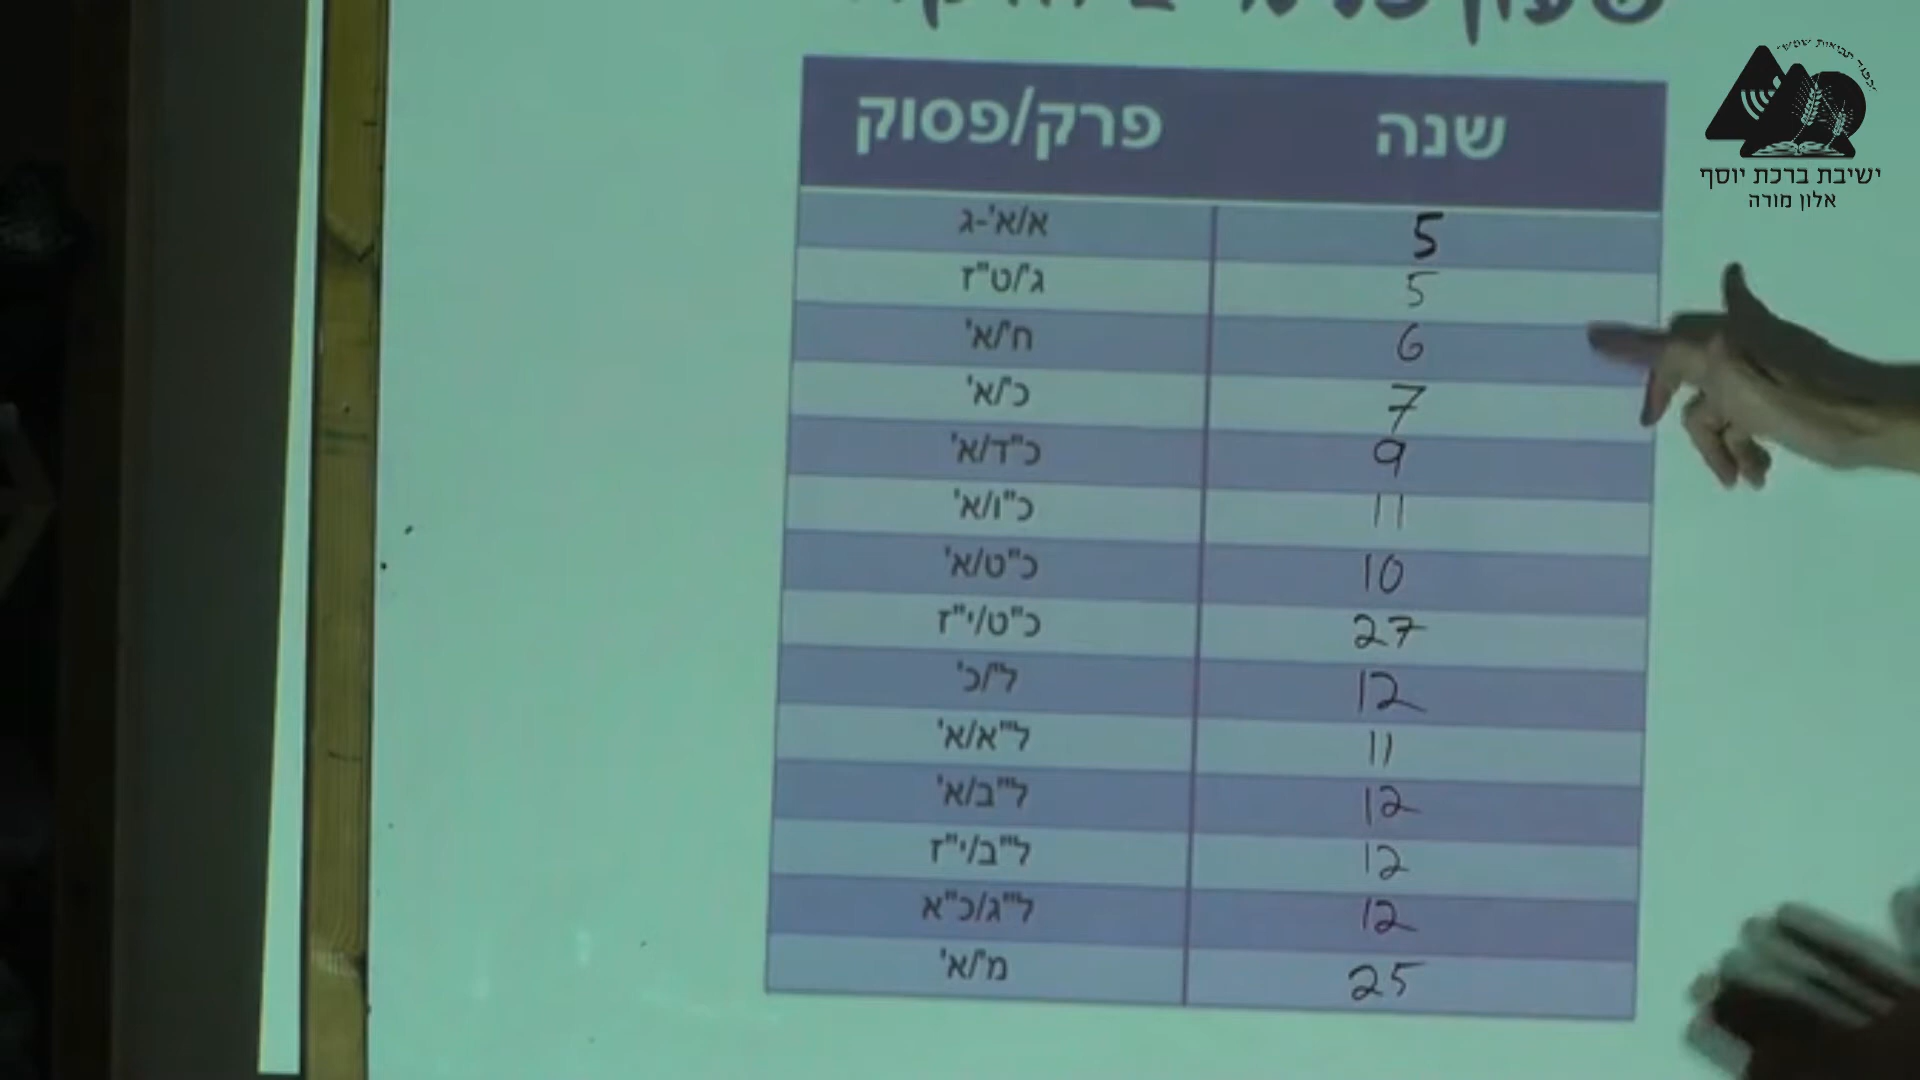 שנה פרק/פסוק
5 א/א'-ג
5 ג'/ט"ז
6 ח'/א'
7 כ'/א'
9 כ"ד/א'
11 כ"ו/א'
10 כ"ט/א'
27 כ"ט/י"ז
12 ל'/כ'
11 ל"א/א'
12 ל"ב/א'
12 ל"ב/י"ז
12 ל"ג/כ"א
25 מ'/א'
ישיבת ברכת יוסף
אלון מורה